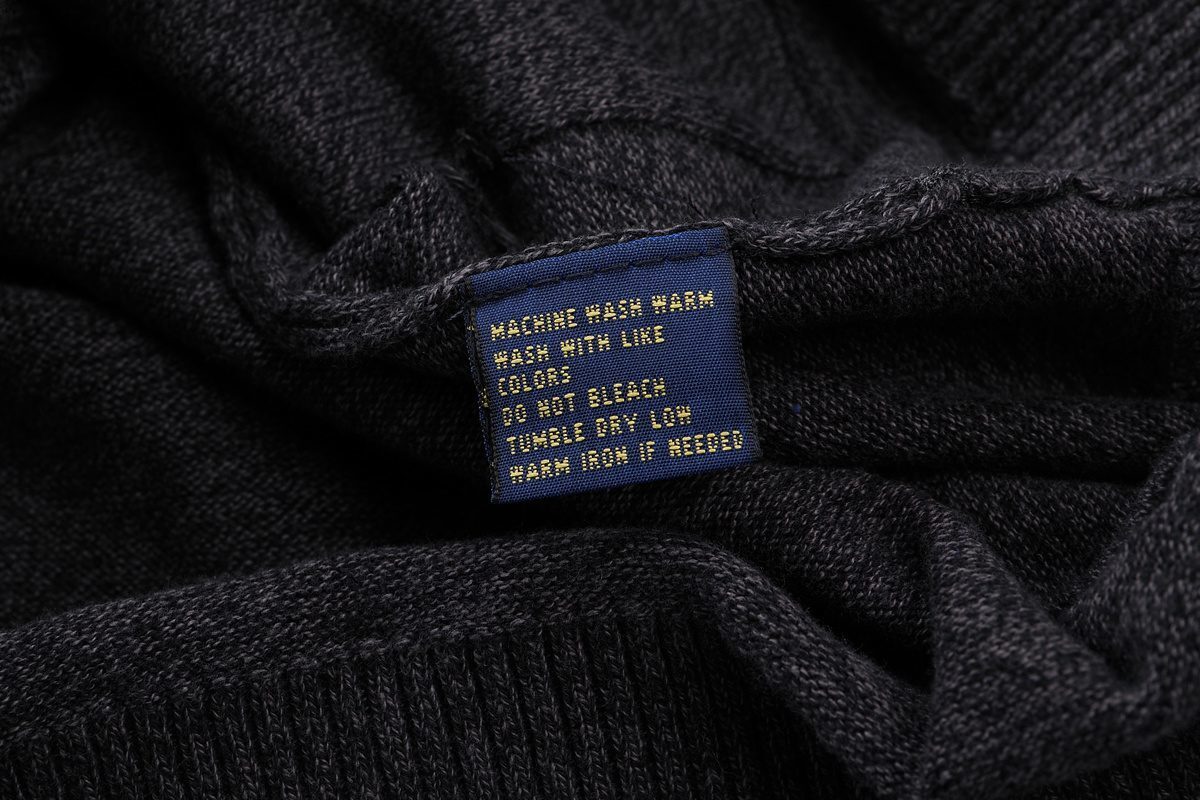 MACHINE WASH WARM
WASH WITH LIKE
COLORS
DO NOT BLEACH
TUMBLE DRY LOW
WARM IRON IF NEEDED